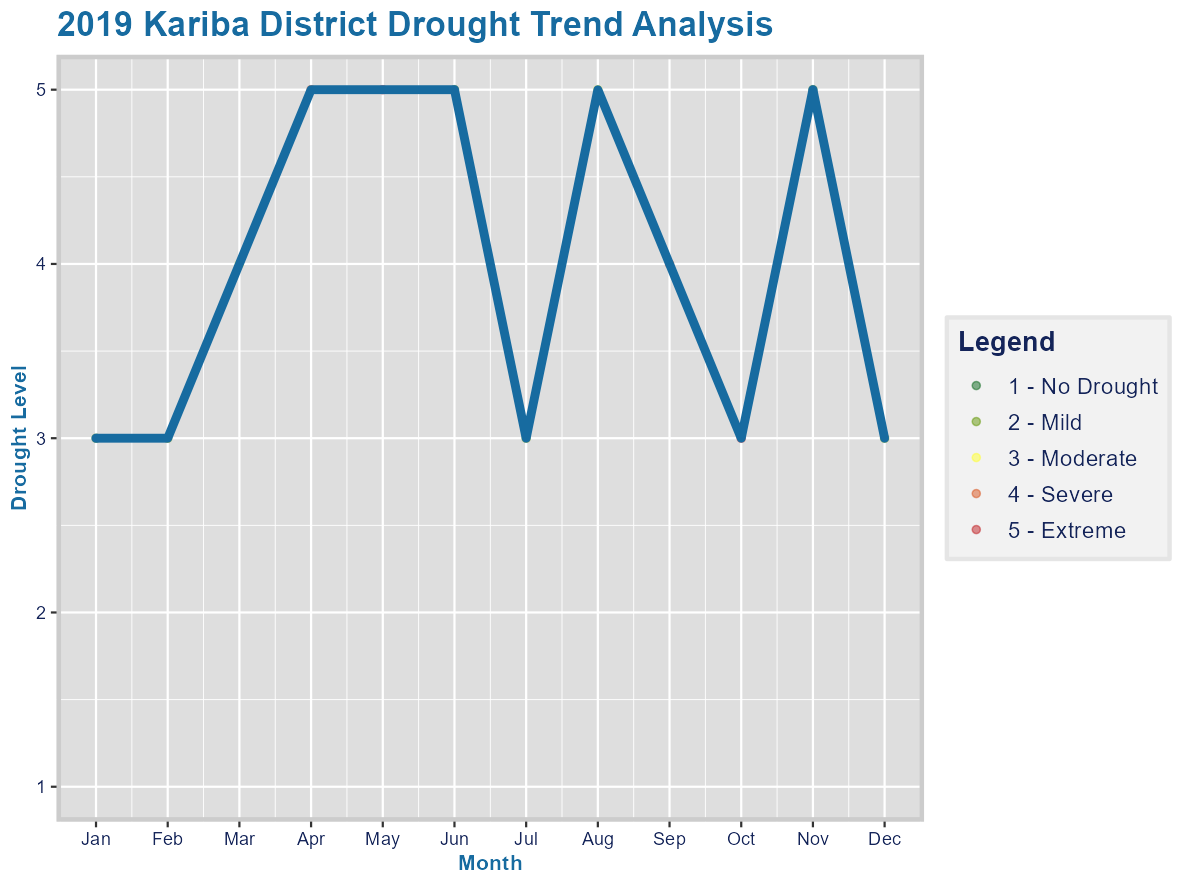 2019 Kariba District Drought Trend Analysis
Drought Level
5
4
3
2
1
Jan Feb Mar Apr May Jun Jul Aug Sep Oct Nov Dec
Month
Legend
1 - No Drought
2 - Mild
3 - Moderate
4 - Severe
5 - Extreme